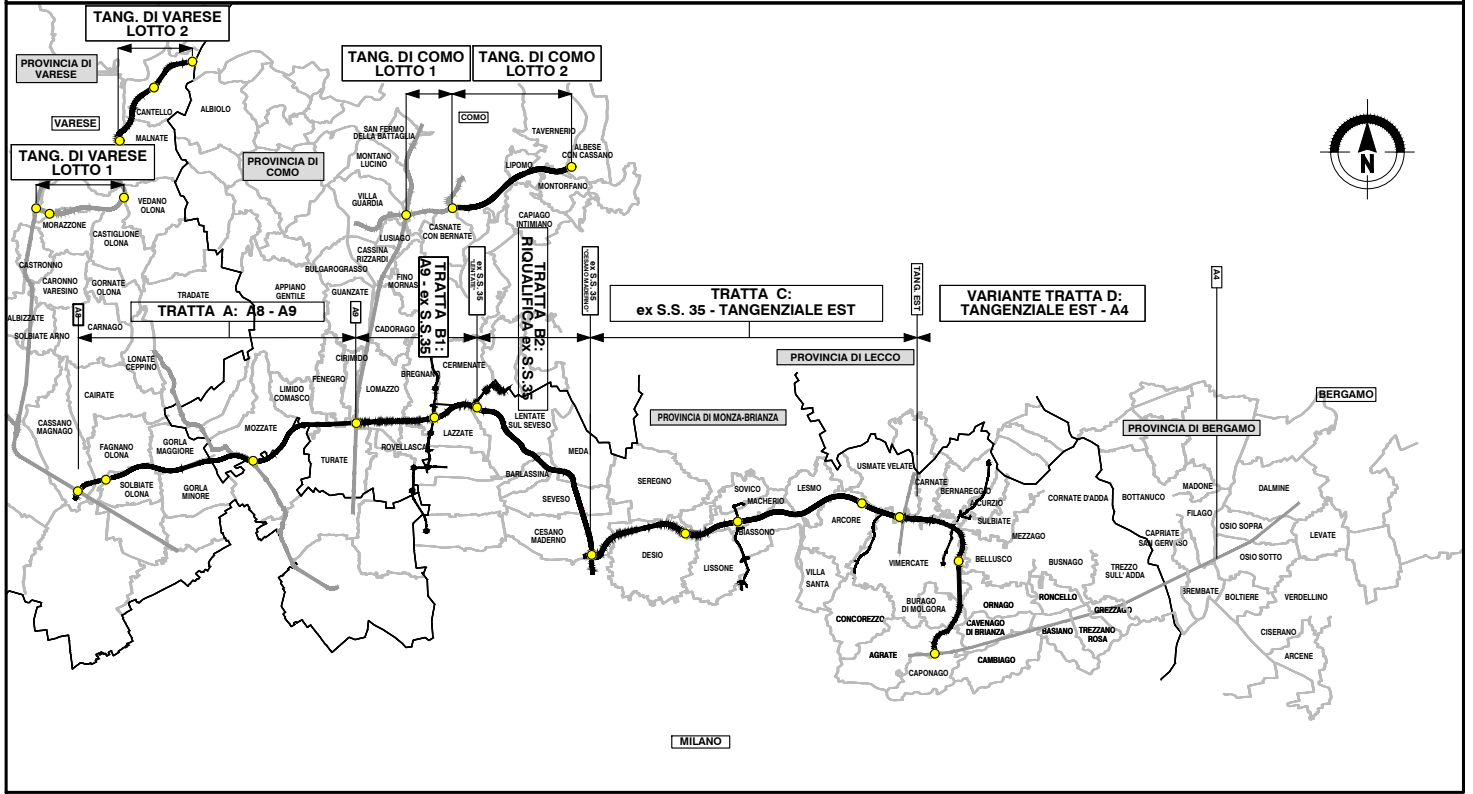 TANG. DI VARESE
LOTTO 2
PROVINCIA DI
VARESE
CANTELLO
ALBIOLO
VARESE
MALNATE
TANG. DI VARESE
LOTTO 1
PROVINCIA DI
COMO
TANG. DI COMO
LOTTO 1
TANG. DI COMO
LOTTO 2
COMO
SAN FERMO
DELLA BATTAGLIA
MONTANO
LUCINO
TAVERNERIO
ALBESE
CON CASSANO
LIPOMO
MONTORFANO
VILLA
GUARDIA
VEDANO
OLONA
MORAZZONE
CASTIGLIONE
OLONA
LUSIAGO
CASNATE
CON BERNATE
CAPIAGO
INTIMIANO
CASSINA
RIZZARDI
BULGAROGRASSO
FINO
MORNAS
CASTRONNO
CARONNO
VARESINO
GORNATE
OLONA
TRADATE
APPIANO
GENTILE
GUANZATE
ALBIZZATE
SOLBIATE ARNO
CARNAGO
CADORAGO
A8
TRATTA A: A8 - A9
A9
TRATTA B1:
A9 - ex S.S.35
ex S.S. 35
"LENTATE"
TRATTA B2:
RIQUALIFICA ex S.S.35
ex S.S. 35
"CESANO MADERNO"
TRATTA C:
ex S.S. 35 - TANGENZIALE EST
TANG. EST
VARIANTE TRATTA D:
TANGENZIALE EST - A4
A4
N
LONATE
CEPPINO
CIRIMIDO
FENEGRO
LIMIDO
COMASCO
LOMAZZO
BREGNANO
CERMENATE
PROVINCIA DI LECCO
PROVINCIA DI MONZA-BRIANZA
PROVINCIA DI BERGAMO
BERGAMO
CAIRATE
CASSANO
MAGNAGO
FAGNANO
OLONA
GORLA
MAGGIORE
MOZZATE
TURATE
ROVELLASCA
LAZZATE
LENTATE
SUL SEVESO
SOLBIATE
OLONA
GORLA
MINORE
BARLASSINA
MEDA
SEVESO
CESANO
MADERNO
SEREGNO
DESIO
SOVICO
MACHERIO
BIASSONO
LISSONE
LESMO
ARCORE
USMATE VELATE
CARNATE
BERNAREGGIO
AICURZIO
SULBIATE
MEZZAGO
CORNATE D'ADDA
BOTTANUCO
MADONE
FILAGO
DALMINE
OSIO SOPRA
CAPRIATE
SAN GERVASO
OSIO SOTTO
LEVATE
VILLA
SANTA
VIMERCATE
BELLUSCO
BUSNAGO
TREZZO
SULL' ADDA
BREMBATE
BOLTIERE
VERDELLINO
BURAGO
DI MOLGORA
ORNAGO
RONCELLO
GREZZAGO
CONCOREZZO
CAVENAGO
DI BRIANZA
BASIANO
TREZZANO
ROSA
CISERANO
ARCENE
AGRATE
CAPONAGO
CAMBIAGO
MILANO